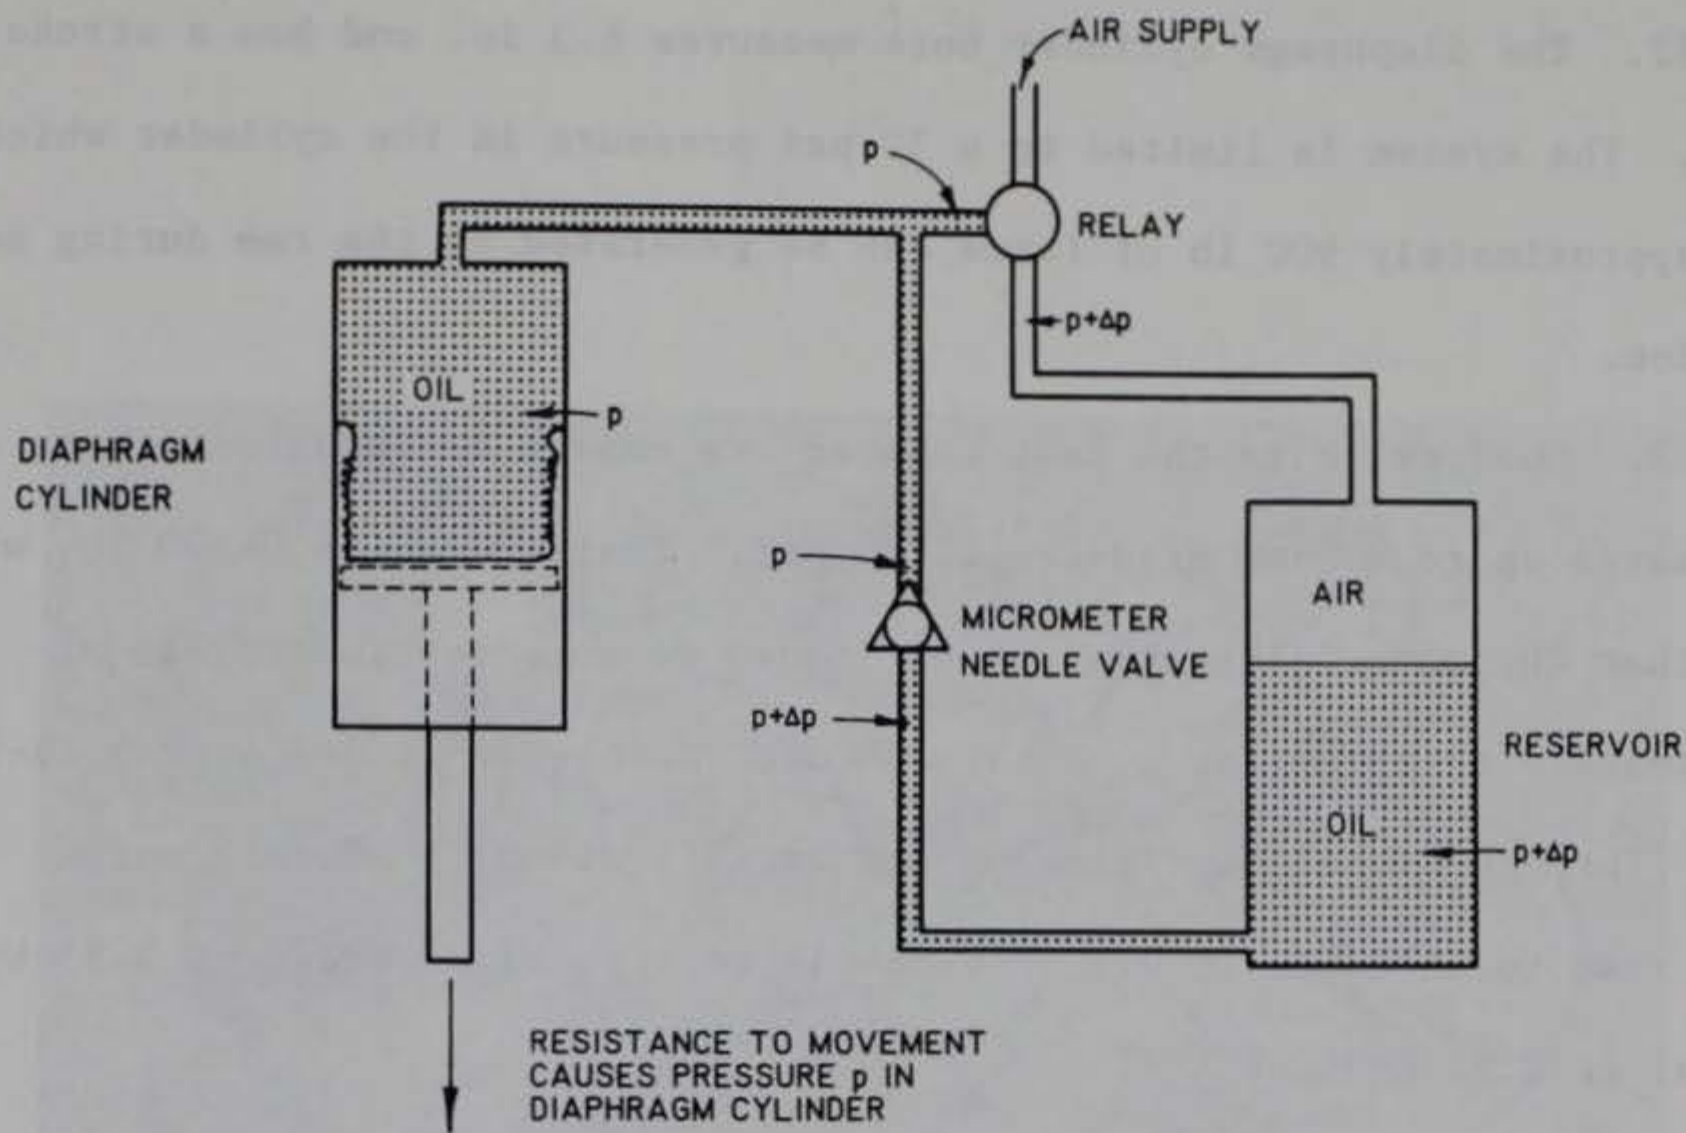 AIR SUPPLY
p
RELAY
p+Δp
OIL
p
DIAPHRAGM
CYLINDER
p
AIR
MICROMETER
NEEDLE VALVE
p+Δp
RESERVOIR
OIL
p+Δp
RESISTANCE TO MOVEMENT
CAUSES PRESSURE p IN
DIAPHRAGM CYLINDER